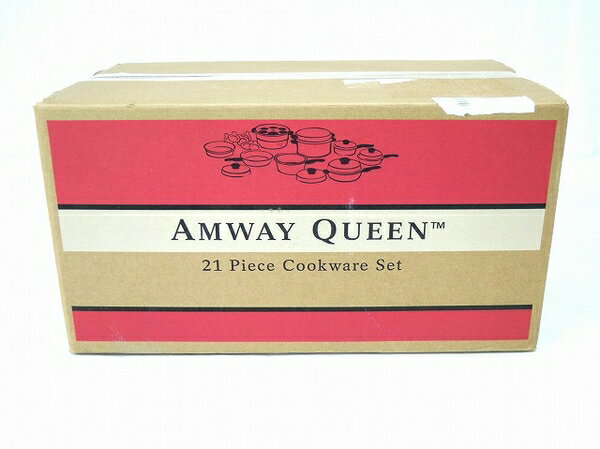 AMWAY QUEEN™
21 Piece Cookware Set